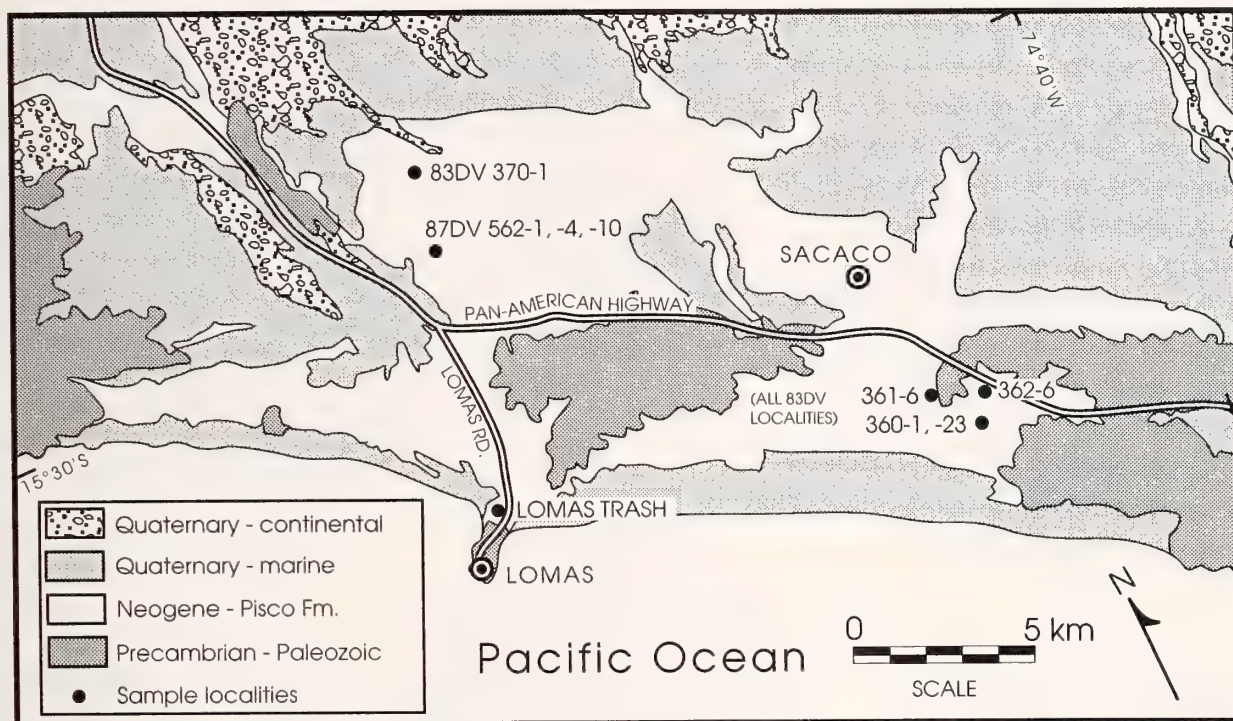 74°40'W
83DV 370-1
87DV 562-1, -4, -10
SACACO
PAN-AMERICAN HIGHWAY
LOMAS RD.
(ALL 83DV
LOCALITIES)
361-6
362-6
360-1, -23
15°30'S
LOMAS TRASH
LOMAS
Quaternary - continental
Quaternary - marine
Neogene - Pisco Fm.
Precambrian - Paleozoic
Sample localities
Pacific Ocean
0 5 km
SCALE
N